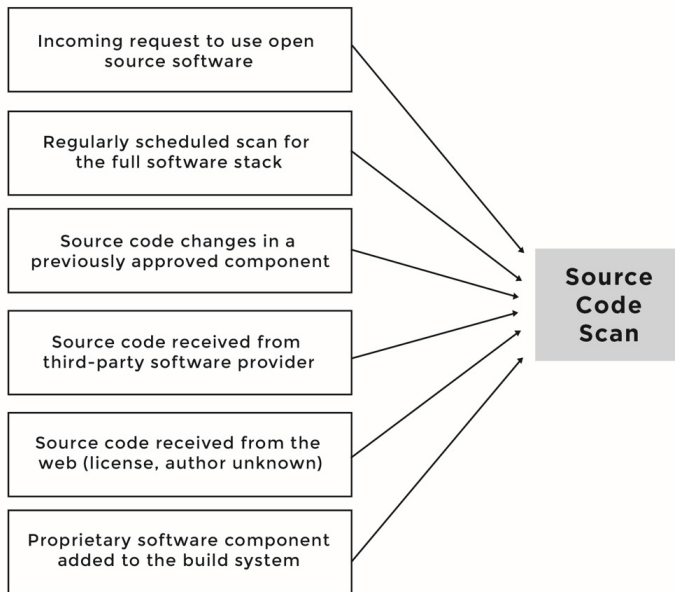 Incoming request to use open
source software
Regularly scheduled scan for
the full software stack
Source code changes in a
previously approved component
Source code received from
third-party software provider
Source code received from the
web (license, author unknown)
Proprietary software component
added to the build system
Source
Code
Scan